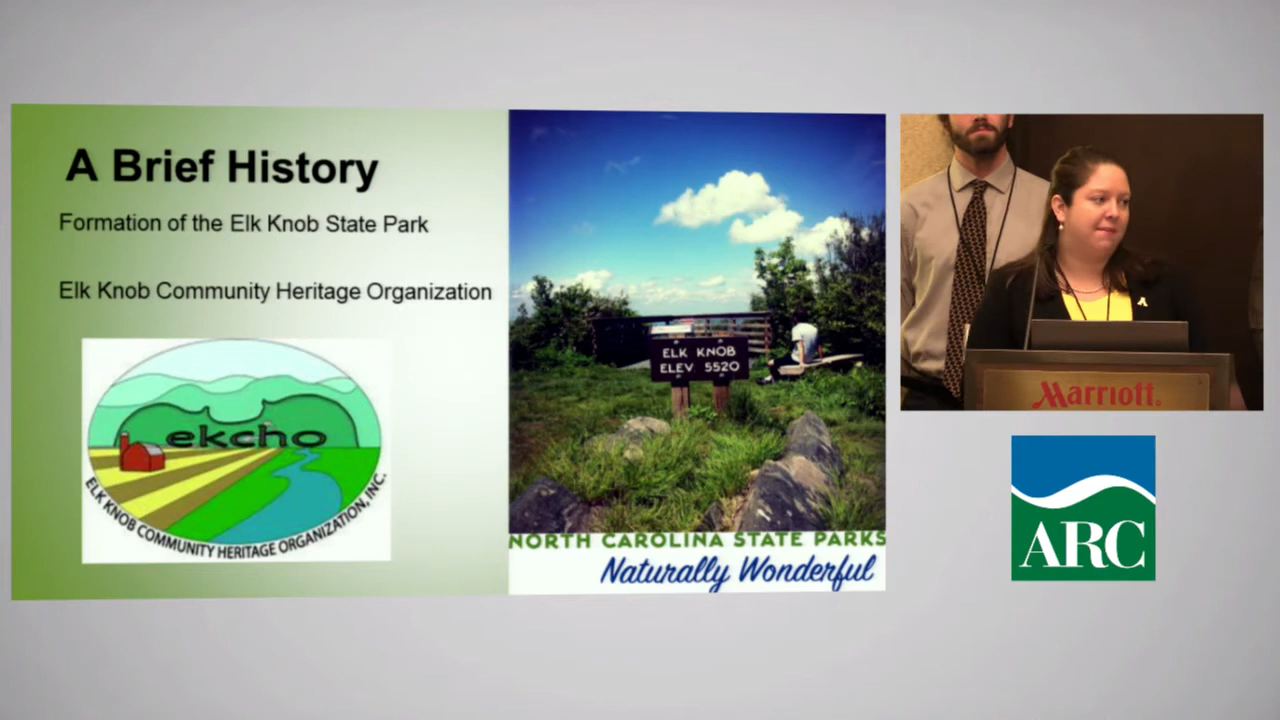 A Brief History
Formation of the Elk Knob State Park
Elk Knob Community Heritage Organization
ekcho
ELK KNOB COMMUNITY HERITAGE ORGANIZATION, INC.
ELK KNOB
ELEV 5520
NORTH CAROLINA STATE PARKS
Naturally Wonderful
Marriott.
ARC